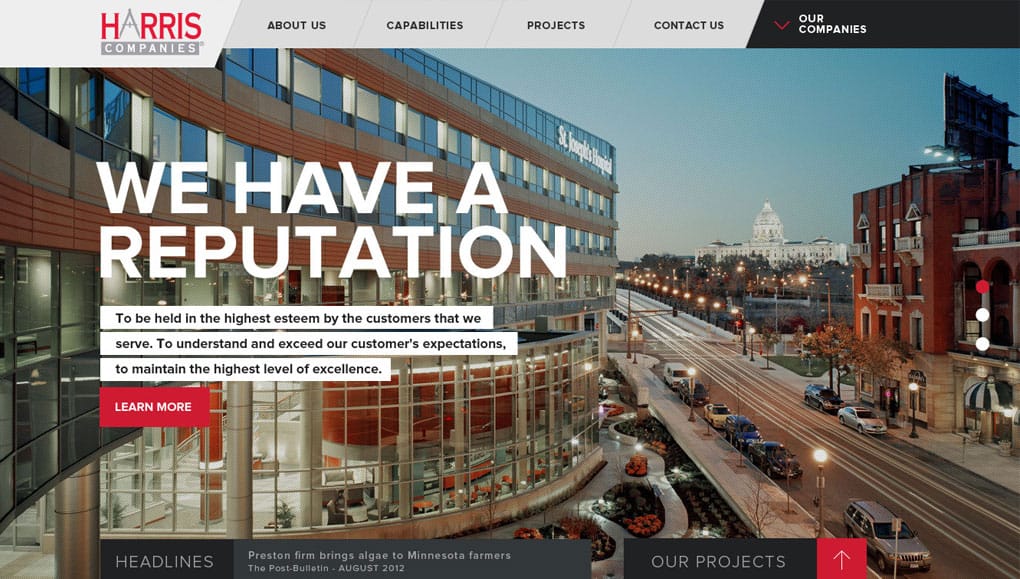 HARRIS
COMPANIES®
ABOUT US
CAPABILITIES
PROJECTS
CONTACT US
OUR
COMPANIES
St. Joseph's Hospital
WE HAVE A
REPUTATION
To be held in the highest esteem by the customers that we
serve. To understand and exceed our customer's expectations,
to maintain the highest level of excellence.
LEARN MORE
HEADLINES
Preston firm brings algae to Minnesota farmers
The Post-Bulletin - AUGUST 2012
OUR PROJECTS